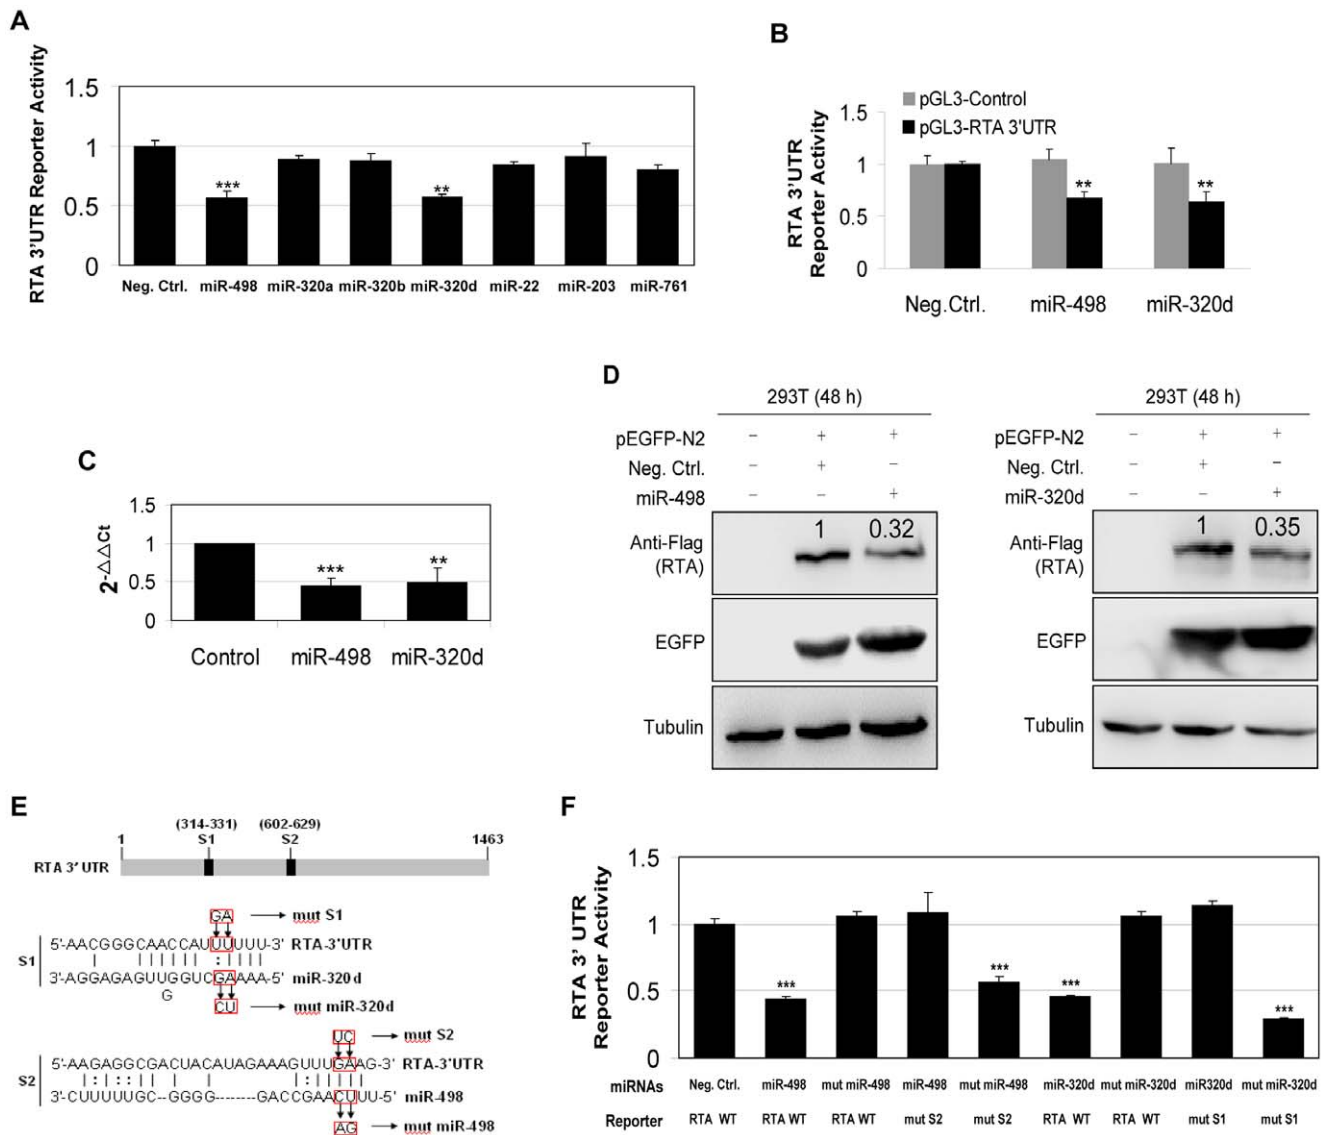 A
RTA 3'UTR Reporter Activity
1.5
1
0.5
0
***
**
Neg. Ctrl. miR-498 miR-320a miR-320b miR-320d miR-22 miR-203 miR-761
B
RTA 3'UTR
Reporter Activity
pGL3-Control
pGL3-RTA 3'UTR
1.5
1
0.5
0
**
**
Neg.Ctrl. miR-498 miR-320d
C
2-△△Ct
1.5
1
0.5
0
***
**
Control miR-498 miR-320d
D
293T (48 h)
pEGFP-N2 – + +
Neg. Ctrl. – + –
miR-498 – – +
Anti-Flag
(RTA)
1 0.32
EGFP
Tubulin
293T (48 h)
pEGFP-N2 – + +
Neg. Ctrl. – + –
miR-320d – – +
Anti-Flag
(RTA)
1 0.35
EGFP
Tubulin
E
(314-331) (602-629)
1 S1 S2 1463
RTA 3' UTR
GA mut S1
5'-AACGGGCAACCAUUUUUU-3' RTA-3'UTR
S1
3'-AGGAGAGUUGGUCGAAAA-5' miR-320d
G
CU mut miR-320d
UC mut S2
5'-AAGAGGCGACUACAUAGAAAGUUUGAAG-3' RTA-3'UTR
S2
3'-CUUUUUGC--GGGG-------GACCGAACUUU-5' miR-498
AG mut miR-498
F
RTA 3' UTR
Reporter Activity
1.5
1
0.5
0
***
***
***
***
miRNAs Neg. Ctrl. miR-498 mut miR-498 miR-498 mut miR-498 miR-320d mut miR-320d miR320d mut miR-320d
Reporter RTA WT RTA WT RTA WT mut S2 mut S2 RTA WT RTA WT mut S1 mut S1